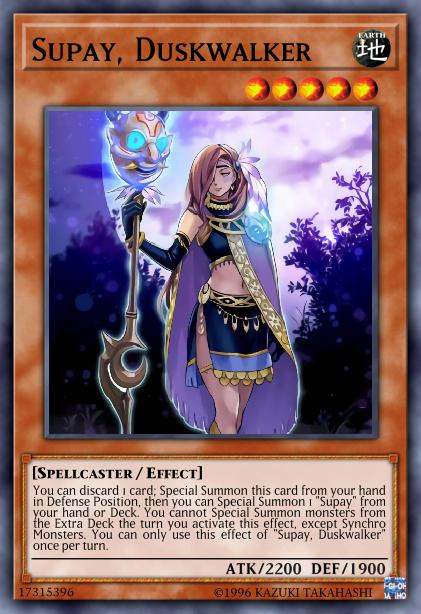 Supay, Duskwalker
EARTH
地
[Spellcaster / Effect]
You can discard 1 card; Special Summon this card from your hand
in Defense Position, then you can Special Summon 1 "Supay" from
your hand or Deck. You cannot Special Summon monsters from
the Extra Deck the turn you activate this effect, except Synchro
Monsters. You can only use this effect of "Supay, Duskwalker"
once per turn.
ATK/2200 DEF/1900
17315396
©1996 KAZUKI TAKAHASHI